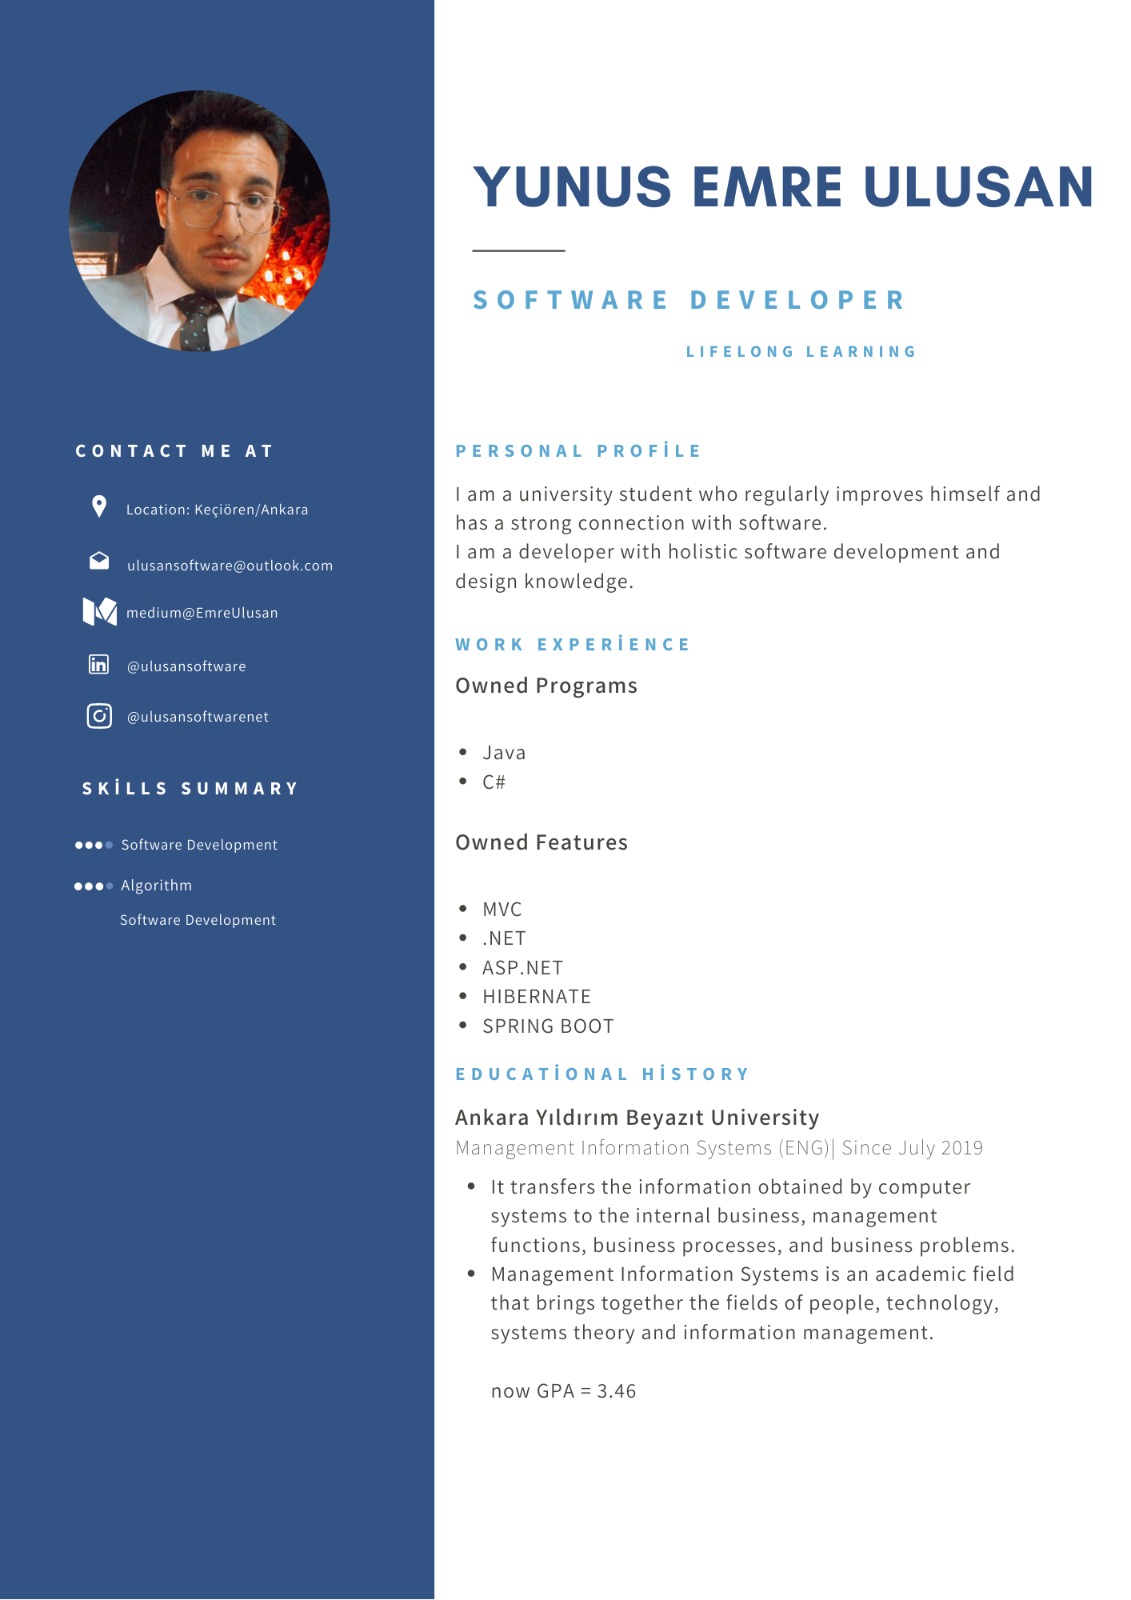 YUNUS EMRE ULUSAN
SOFTWARE DEVELOPER
LIFELONG LEARNING
CONTACT ME AT
Location: Keçiören/Ankara
ulusansoftware@outlook.com
medium@EmreUlusan
@ulusansoftware
@ulusansoftwarenet
SKİLLS SUMMARY
Software Development
Algorithm
Software Development
PERSONAL PROFİLE
I am a university student who regularly improves himself and
has a strong connection with software.
I am a developer with holistic software development and
design knowledge.
WORK EXPERİENCE
Owned Programs
• Java
• C#
Owned Features
• MVC
• .NET
• ASP.NET
• HIBERNATE
• SPRING BOOT
EDUCATİONAL HİSTORY
Ankara Yıldırım Beyazıt University
Management Information Systems (ENG)| Since July 2019
• It transfers the information obtained by computer
systems to the internal business, management
functions, business processes, and business problems.
• Management Information Systems is an academic field
that brings together the fields of people, technology,
systems theory and information management.
now GPA = 3.46